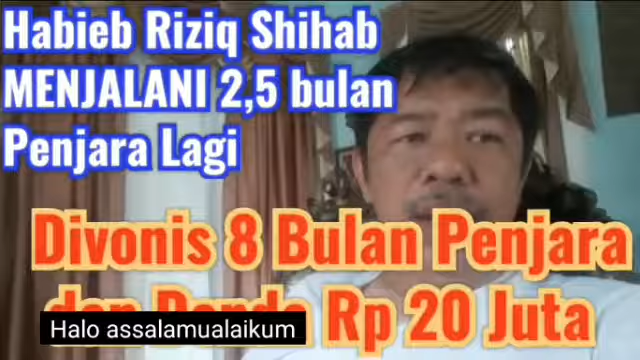 Habieb Riziq Shihab
MENJALANI 2,5 bulan
Penjara Lagi
Divonis 8 Bulan Penjara
Rp 20 Juta
Halo assalamualaikum